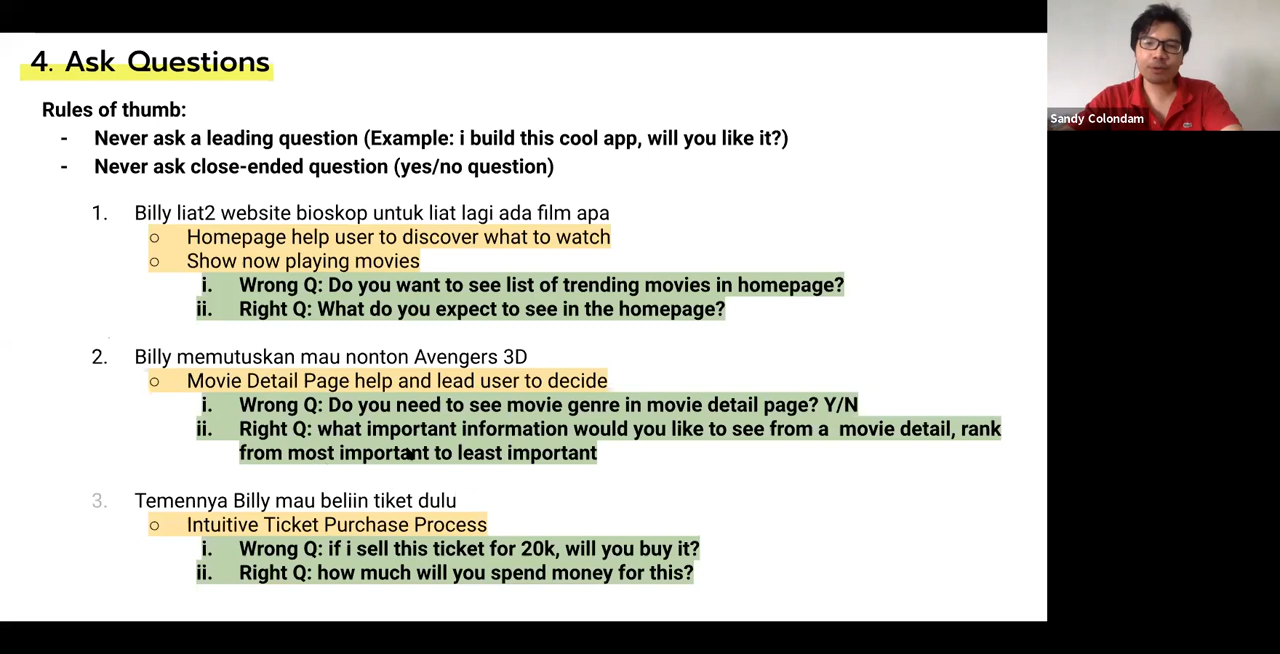 4. Ask Questions
Rules of thumb:
- Never ask a leading question (Example: i build this cool app, will you like it?)
- Never ask close-ended question (yes/no question)
1. Billy liat2 website bioskop untuk liat lagi ada film apa
○ Homepage help user to discover what to watch
○ Show now playing movies
i. Wrong Q: Do you want to see list of trending movies in homepage?
ii. Right Q: What do you expect to see in the homepage?
2. Billy memutuskan mau nonton Avengers 3D
○ Movie Detail Page help and lead user to decide
i. Wrong Q: Do you need to see movie genre in movie detail page? Y/N
ii. Right Q: what important information would you like to see from a movie detail, rank
from most important to least important
3. Temennya Billy mau beliin tiket dulu
○ Intuitive Ticket Purchase Process
i. Wrong Q: if i sell this ticket for 20k, will you buy it?
ii. Right Q: how much will you spend money for this?
Sandy Colondam